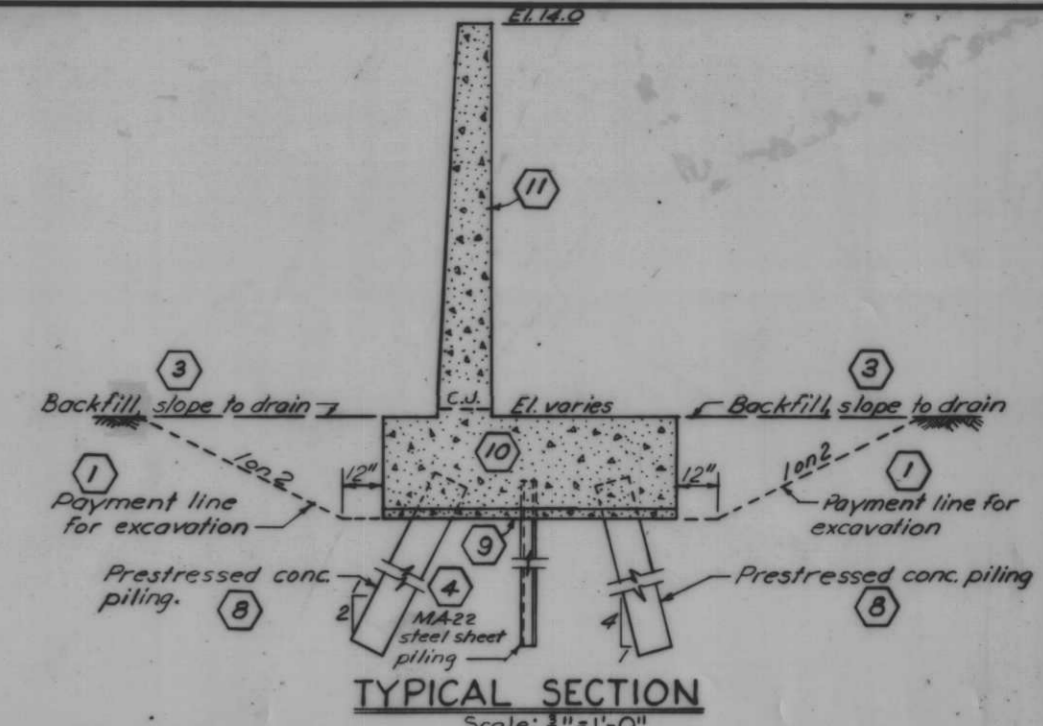 El. 14.0
11
3
3
Backfill, slope to drain
C.J.
El. varies
Backfill, slope to drain
10
1 on 2
12"
12"
1 on 2
1
1
Payment line
for excavation
Payment line for
excavation
9
Prestressed conc.
piling.
8
4
Prestressed conc. piling
8
2
MA-22
steel sheet
piling
4
1
TYPICAL SECTION